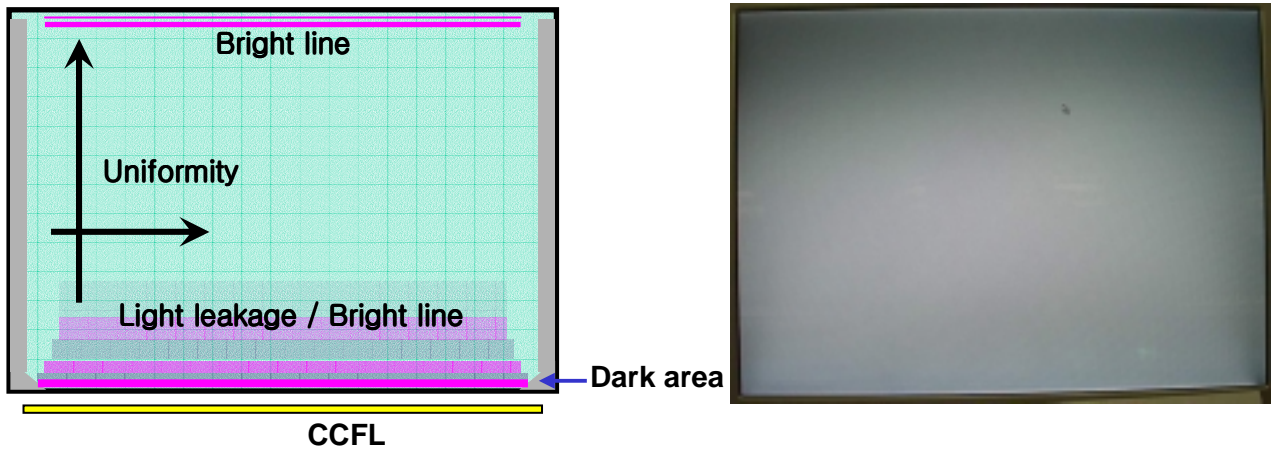 Bright line
Uniformity
Light leakage / Bright line
Dark area
CCFL